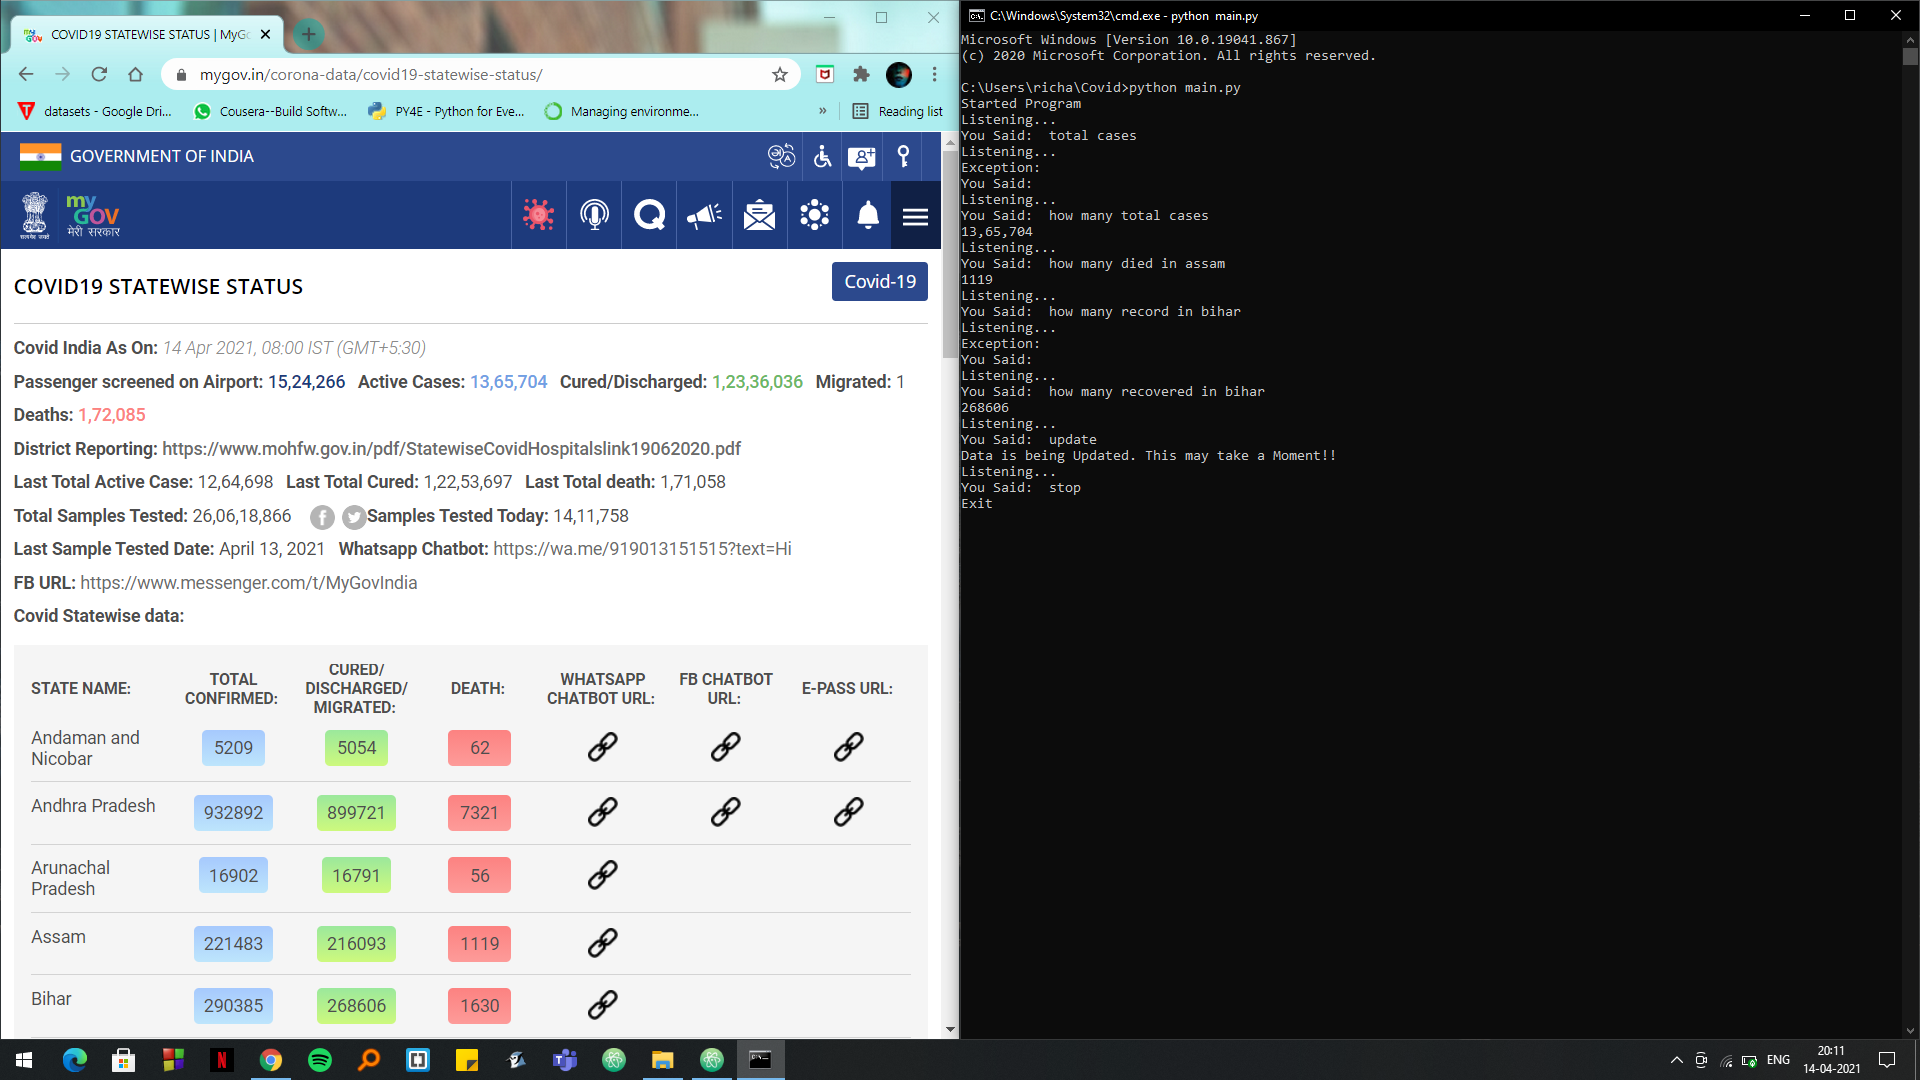 COVID19 STATEWISE STATUS | MyGo
mygov.in/corona-data/covid19-statewise-status/
datasets - Google Dri...
Cousera--Build Softw...
PY4E - Python for Eve...
Managing environme...
»
Reading list
GOVERNMENT OF INDIA
सत्यमेव जयते
my
GOV
मेरी सरकार
COVID19 STATEWISE STATUS
Covid-19
Covid India As On: 14 Apr 2021, 08:00 IST (GMT+5:30)
Passenger screened on Airport: 15,24,266 Active Cases: 13,65,704 Cured/Discharged: 1,23,36,036 Migrated: 1
Deaths: 1,72,085
District Reporting: https://www.mohfw.gov.in/pdf/StatewiseCovidHospitalslink19062020.pdf
Last Total Active Case: 12,64,698 Last Total Cured: 1,22,53,697 Last Total death: 1,71,058
Total Samples Tested: 26,06,18,866 Samples Tested Today: 14,11,758
Last Sample Tested Date: April 13, 2021 Whatsapp Chatbot: https://wa.me/919013151515?text=Hi
FB URL: https://www.messenger.com/t/MyGovIndia
Covid Statewise data:
STATE NAME: TOTAL CONFIRMED: CURED/ DISCHARGED/ MIGRATED: DEATH: WHATSAPP CHATBOT URL: FB CHATBOT URL: E-PASS URL:
Andaman and Nicobar 5209 5054 62
Andhra Pradesh 932892 899721 7321
Arunachal Pradesh 16902 16791 56
Assam 221483 216093 1119
Bihar 290385 268606 1630
C:\Windows\System32\cmd.exe - python  main.py
Microsoft Windows [Version 10.0.19041.867]
(c) 2020 Microsoft Corporation. All rights reserved.
C:\Users\richa\Covid>python main.py
Started Program
Listening...
You Said:  total cases
Listening...
Exception:
You Said:
Listening...
You Said:  how many total cases
13,65,704
Listening...
You Said:  how many died in assam
1119
Listening...
You Said:  how many record in bihar
Listening...
Exception:
You Said:
Listening...
You Said:  how many recovered in bihar
268606
Listening...
You Said:  update
Data is being Updated. This may take a Moment!!
Listening...
You Said:  stop
Exit
ENG
20:11
14-04-2021